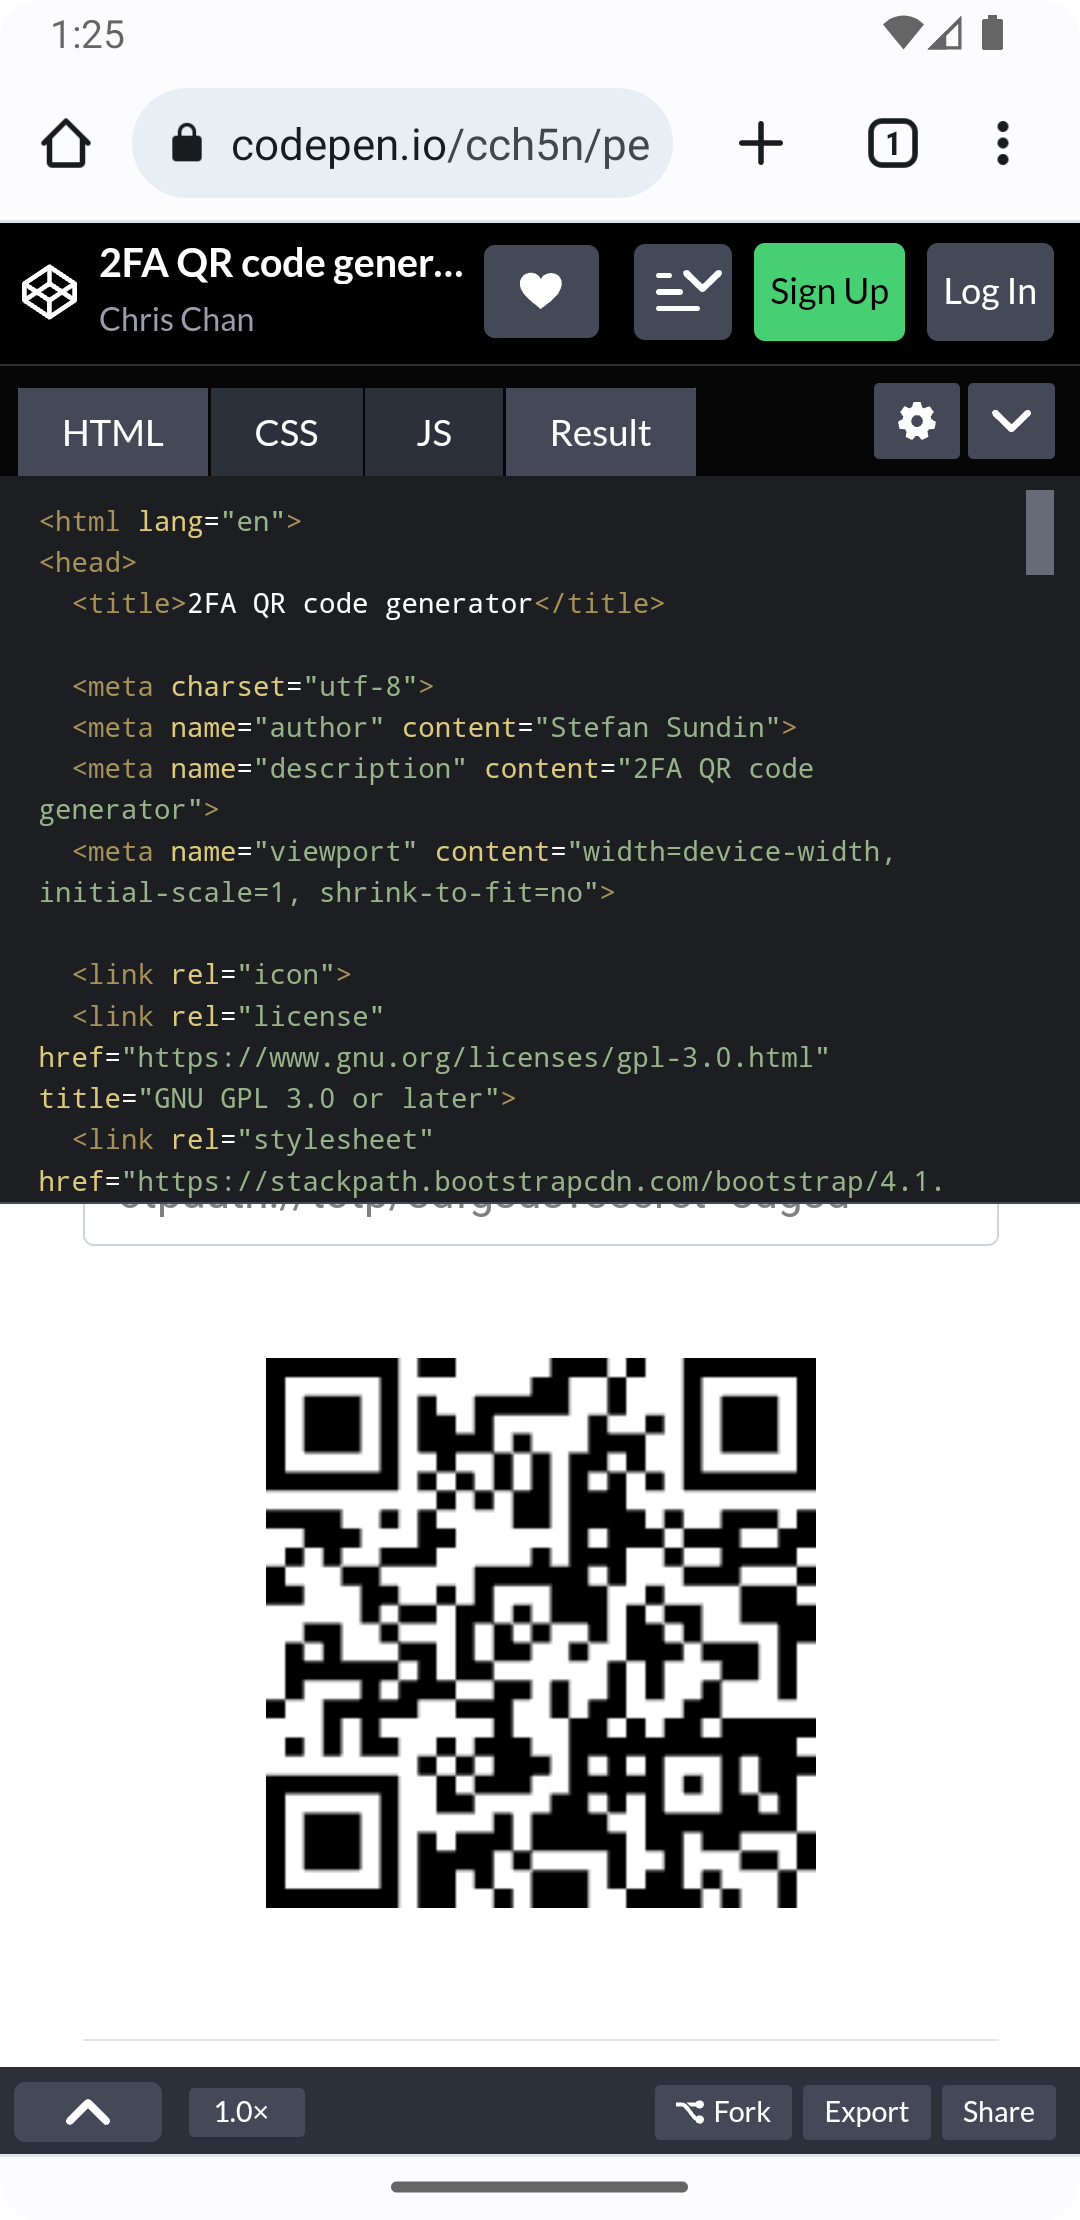 1:25
codepen.io/cch5n/pe
1
2FA QR code gener...
Chris Chan
Sign Up
Log In
HTML
CSS
JS
Result
<html lang="en">
<head>
<title>2FA QR code generator</title>
<meta charset="utf-8">
<meta name="author" content="Stefan Sundin">
<meta name="description" content="2FA QR code
generator">
<meta name="viewport" content="width=device-width,
initial-scale=1, shrink-to-fit=no">
<link rel="icon">
<link rel="license"
href="https://www.gnu.org/licenses/gpl-3.0.html"
title="GNU GPL 3.0 or later">
<link rel="stylesheet"
href="https://stackpath.bootstrapcdn.com/bootstrap/4.1.
1.0×
Fork
Export
Share